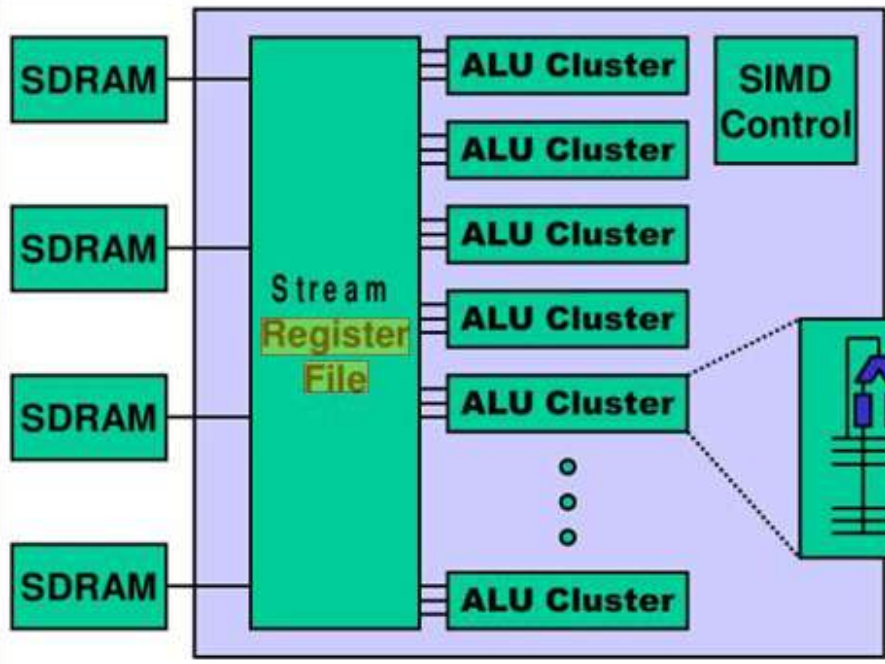 SDRAM
SDRAM
SDRAM
SDRAM
Stream
Register
File
ALU Cluster
ALU Cluster
ALU Cluster
ALU Cluster
ALU Cluster
ALU Cluster
SIMD
Control